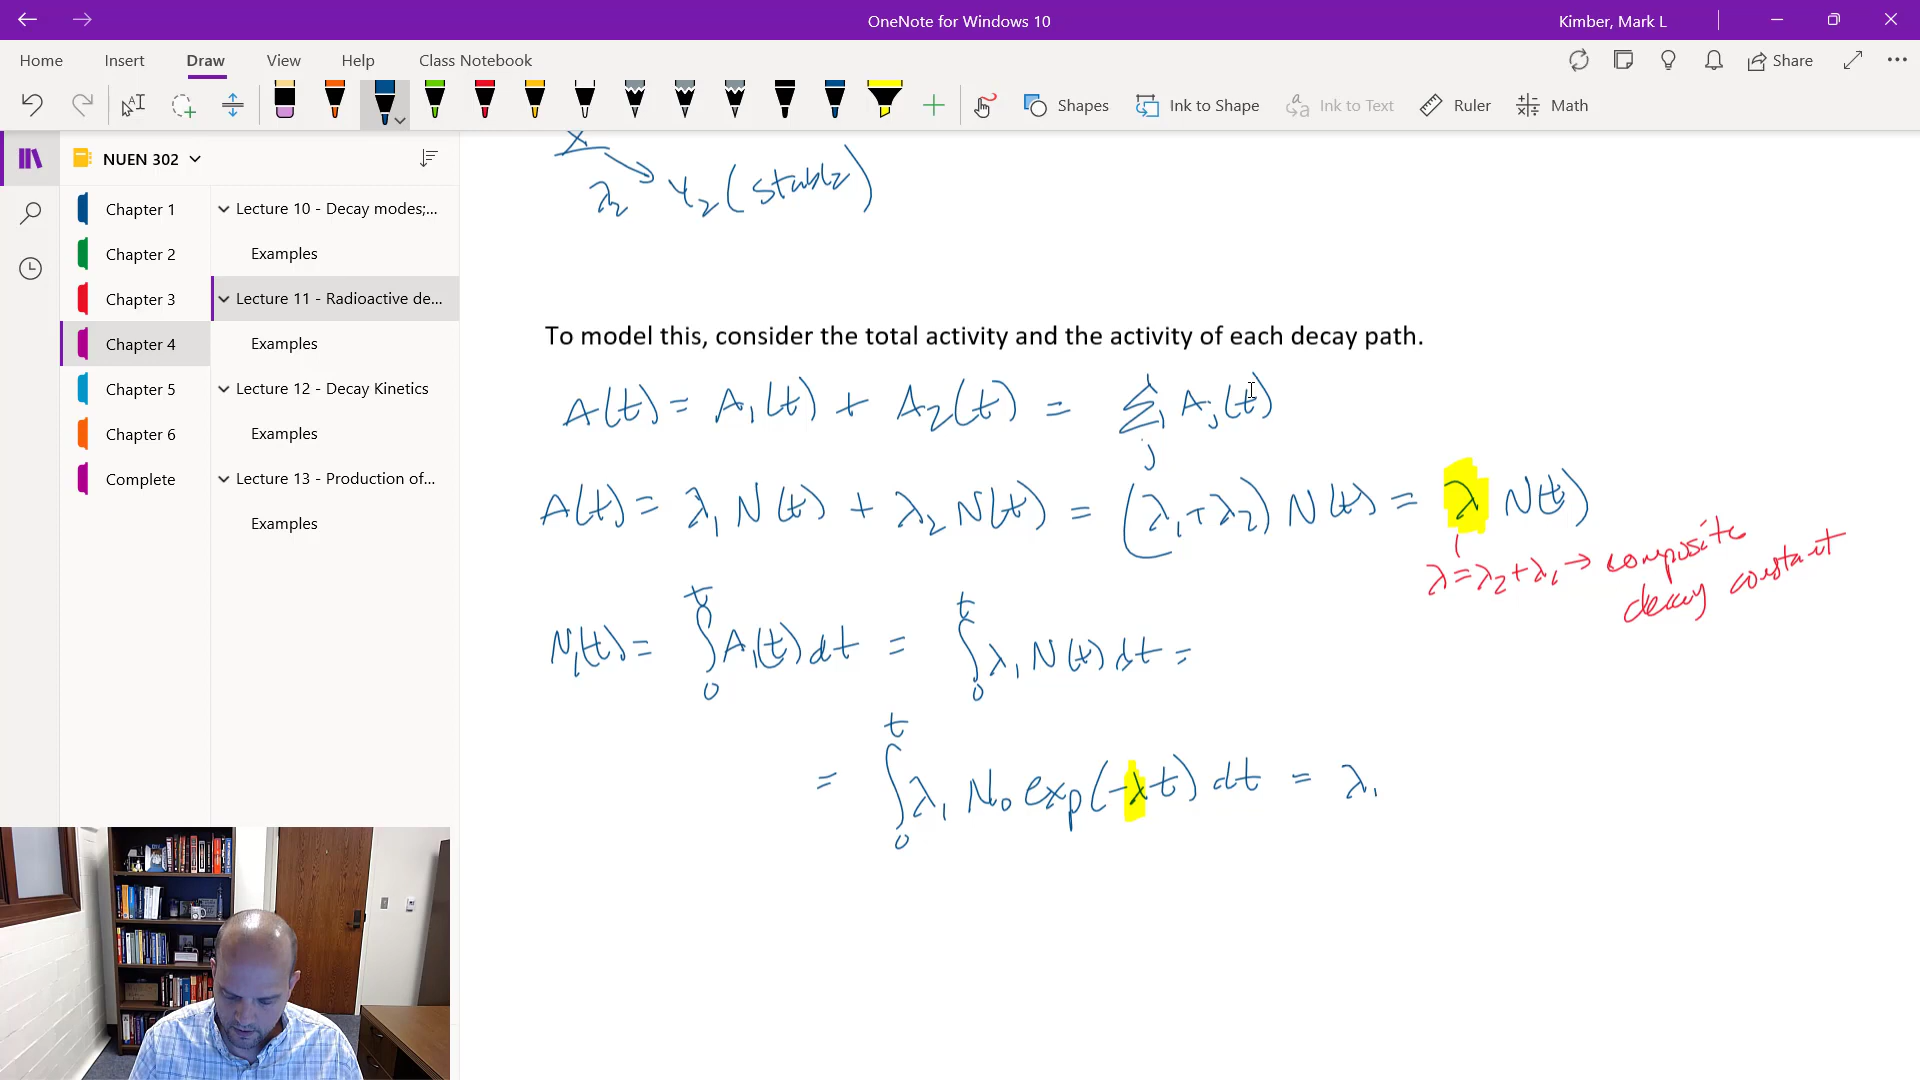 OneNote for Windows 10
Kimber, Mark L
Home Insert Draw View Help Class Notebook
Share
Shapes Ink to Shape Ink to Text Ruler Math
NUEN 302
Chapter 1
Chapter 2
Chapter 3
Chapter 4
Chapter 5
Chapter 6
Complete
Lecture 10 - Decay modes;...
Examples
Lecture 11 - Radioactive de...
Examples
Lecture 12 - Decay Kinetics
Examples
Lecture 13 - Production of...
Examples
X
λ₂ Y₂ (stable)
To model this, consider the total activity and the activity of each decay path.
A(t) = A₁(t) + A₂(t) = Σⱼ Aⱼ(t)
A(t) = λ₁ N(t) + λ₂ N(t) = (λ₁+λ₂) N(t) = λ N(t)
λ = λ₂ + λ₁ → composite
decay constant
N₁(t) = ∫₀ᵗ A₁(t) dt = ∫₀ᵗ λ₁ N(t) dt =
= ∫₀ᵗ λ₁ N₀ exp(-λt) dt = λ₁